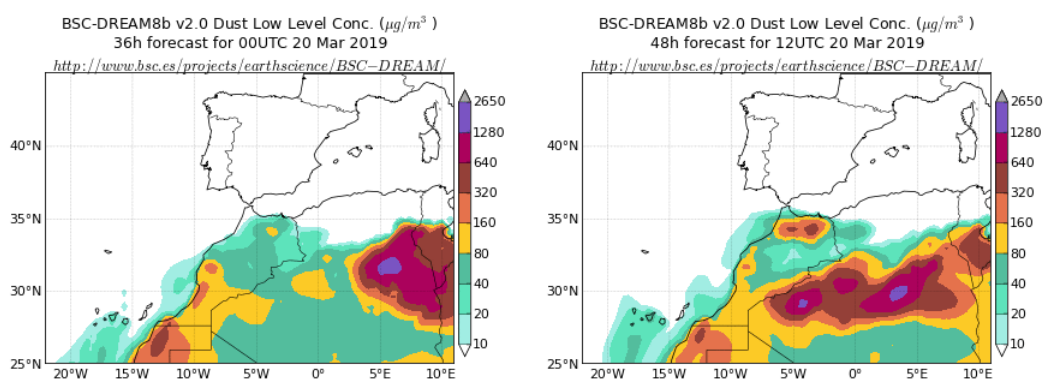 BSC-DREAM8b v2.0 Dust Low Level Conc. (μg/m³ )
36h forecast for 00UTC 20 Mar 2019
http://www.bsc.es/projects/earthscience/BSC−DREAM/
40°N
35°N
30°N
25°N
20°W
15°W
10°W
5°W
0°
5°E
10°E
2650
1280
640
320
160
80
40
20
10
BSC-DREAM8b v2.0 Dust Low Level Conc. (μg/m³ )
48h forecast for 12UTC 20 Mar 2019
http://www.bsc.es/projects/earthscience/BSC−DREAM/
40°N
35°N
30°N
25°N
20°W
15°W
10°W
5°W
0°
5°E
10°E
2650
1280
640
320
160
80
40
20
10